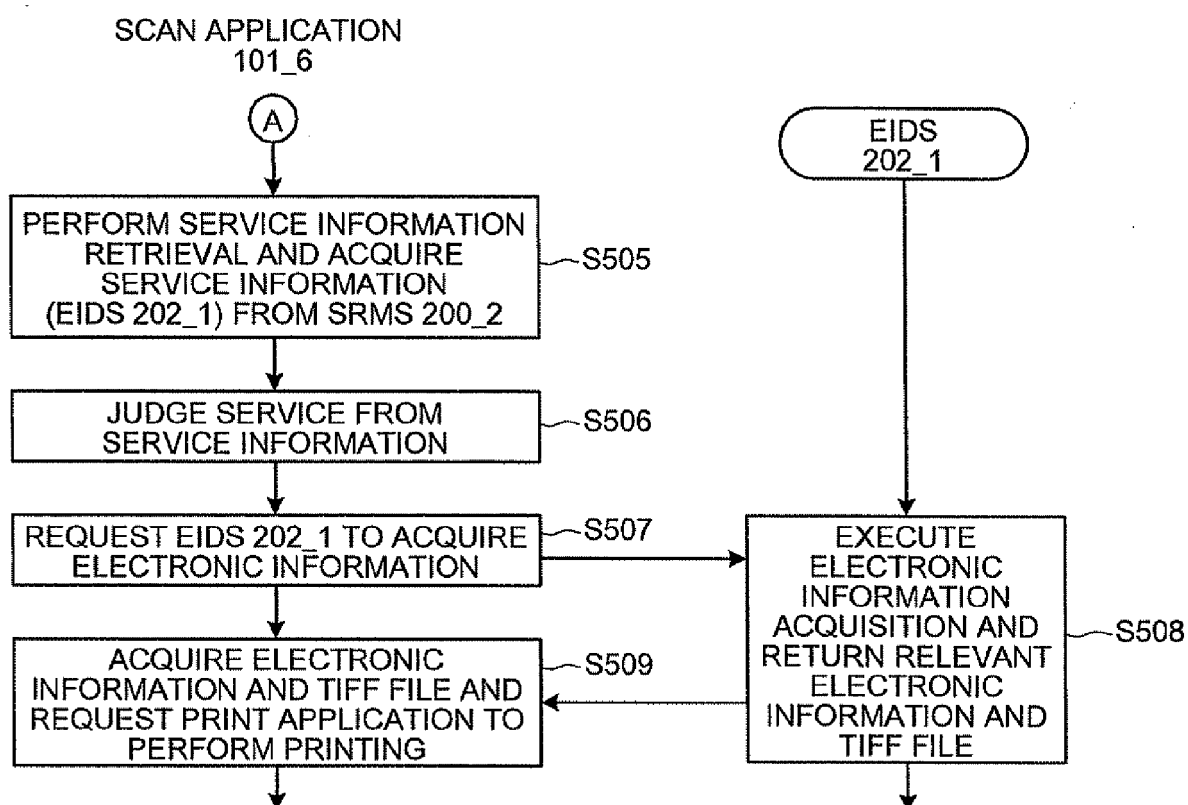 SCAN APPLICATION
101_6
A
PERFORM SERVICE INFORMATION
RETRIEVAL AND ACQUIRE
SERVICE INFORMATION
(EIDS 202_1) FROM SRMS 200_2
S505
JUDGE SERVICE FROM
SERVICE INFORMATION
S506
REQUEST EIDS 202_1 TO ACQUIRE
ELECTRONIC INFORMATION
S507
ACQUIRE ELECTRONIC
INFORMATION AND TIFF FILE AND
REQUEST PRINT APPLICATION TO
PERFORM PRINTING
S509
EIDS
202_1
EXECUTE
ELECTRONIC
INFORMATION
ACQUISITION AND
RETURN RELEVANT
ELECTRONIC
INFORMATION AND
TIFF FILE
S508